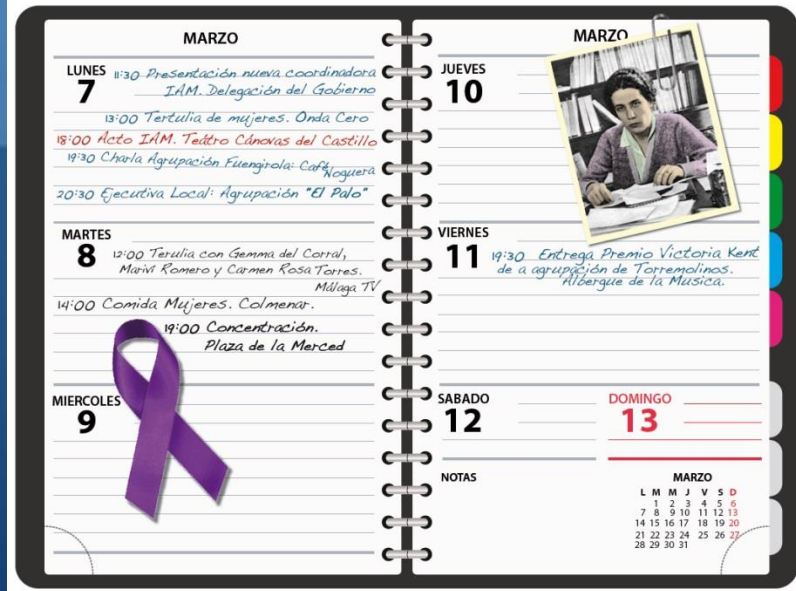 MARZO
LUNES
7
11:30 Presentación nueva coordinadora
IAM. Delegación del Gobierno
13:00 Tertulia de mujeres. Onda Cero
18:00 Acto IAM. Teátro Cánovas del Castillo
19:30 Charla Agrupación Fuengirola: Café
Noguera
20:30 Ejecutiva Local: Agrupación "El Palo"
MARTES
8
12:00 Terulia con Gemma del Corral,
Mariví Romero y Carmen Rosa Torres.
Málaga TV
14:00 Comida Mujeres. Colmenar.
19:00 Concentración.
Plaza de la Merced
MIERCOLES
9
MARZO
JUEVES
10
VIERNES
11
19:30 Entrega Premio Victoria Kent
de a agrupación de Torremolinos.
Albergue de la Musica.
SABADO
12
DOMINGO
13
NOTAS
MARZO
L M M J V S D
1 2 3 4 5 6
7 8 9 10 11 12 13
14 15 16 17 18 19 20
21 22 23 24 25 26 27
28 29 30 31